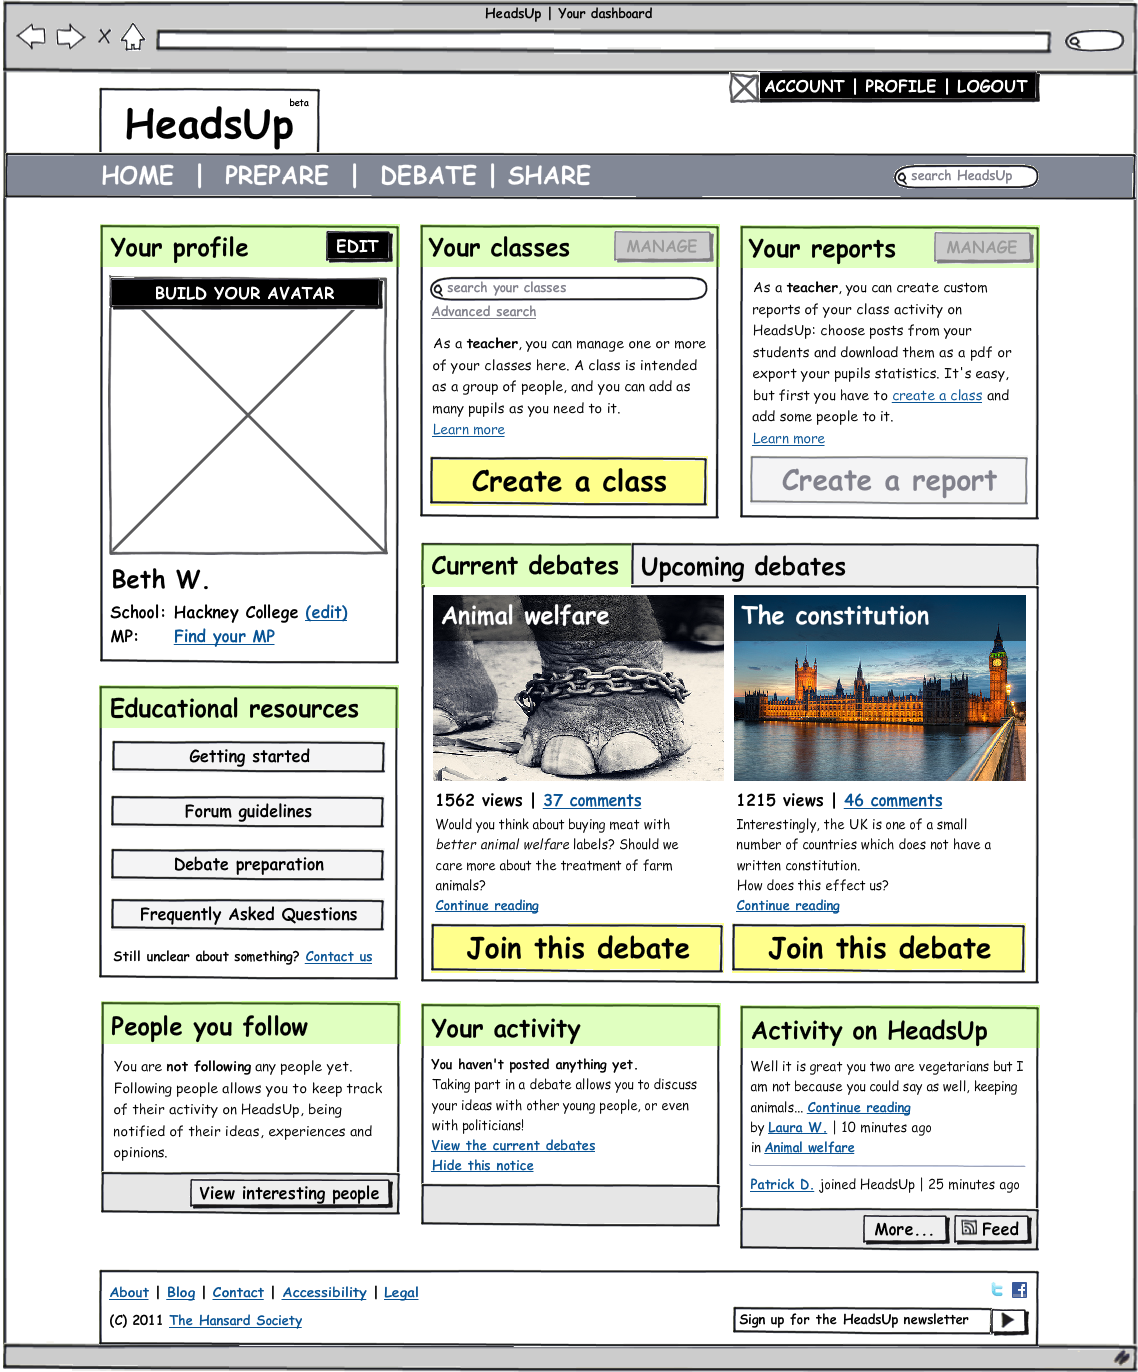 HeadsUp | Your dashboard
ACCOUNT | PROFILE | LOGOUT
beta
HeadsUp
HOME | PREPARE | DEBATE | SHARE
search HeadsUp
Your profile
EDIT
BUILD YOUR AVATAR
Beth W.
School: Hackney College (edit)
MP: Find your MP
Your classes
MANAGE
search your classes
Advanced search
As a teacher, you can manage one or more
of your classes here. A class is intended
as a group of people, and you can add as
many pupils as you need to it.
Learn more
Create a class
Your reports
MANAGE
As a teacher, you can create custom
reports of your class activity on
HeadsUp: choose posts from your
students and download them as a pdf or
export your pupils statistics. It's easy,
but first you have to create a class and
add some people to it.
Learn more
Create a report
Educational resources
Getting started
Forum guidelines
Debate preparation
Frequently Asked Questions
Still unclear about something? Contact us
Current debates
Upcoming debates
Animal welfare
1562 views | 37 comments
Would you think about buying meat with
better animal welfare labels? Should we
care more about the treatment of farm
animals?
Continue reading
Join this debate
The constitution
1215 views | 46 comments
Interestingly, the UK is one of a small
number of countries which does not have a
written constitution.
How does this effect us?
Continue reading
Join this debate
People you follow
You are not following any people yet.
Following people allows you to keep track
of their activity on HeadsUp, being
notified of their ideas, experiences and
opinions.
View interesting people
Your activity
You haven't posted anything yet.
Taking part in a debate allows you to discuss
your ideas with other young people, or even
with politicians!
View the current debates
Hide this notice
Activity on HeadsUp
Well it is great you two are vegetarians but I
am not because you could say as well, keeping
animals... Continue reading
by Laura W. | 10 minutes ago
in Animal welfare
Patrick D. joined HeadsUp | 25 minutes ago
More...
Feed
About | Blog | Contact | Accessibility | Legal
(C) 2011 The Hansard Society
Sign up for the HeadsUp newsletter